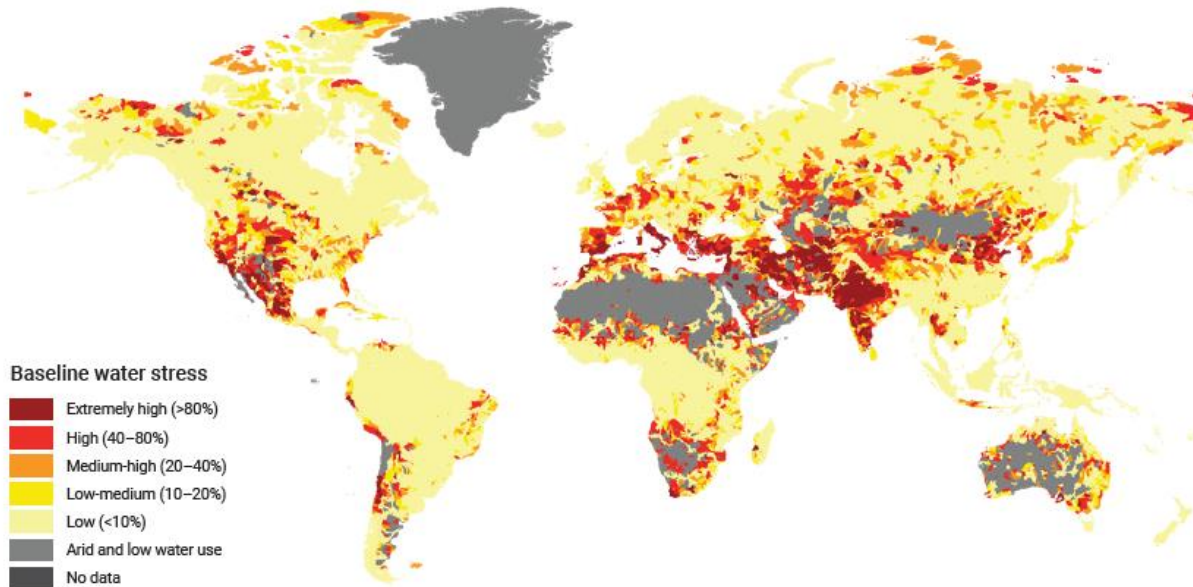 Baseline water stress
Extremely high (>80%)
High (40–80%)
Medium-high (20–40%)
Low-medium (10–20%)
Low (<10%)
Arid and low water use
No data